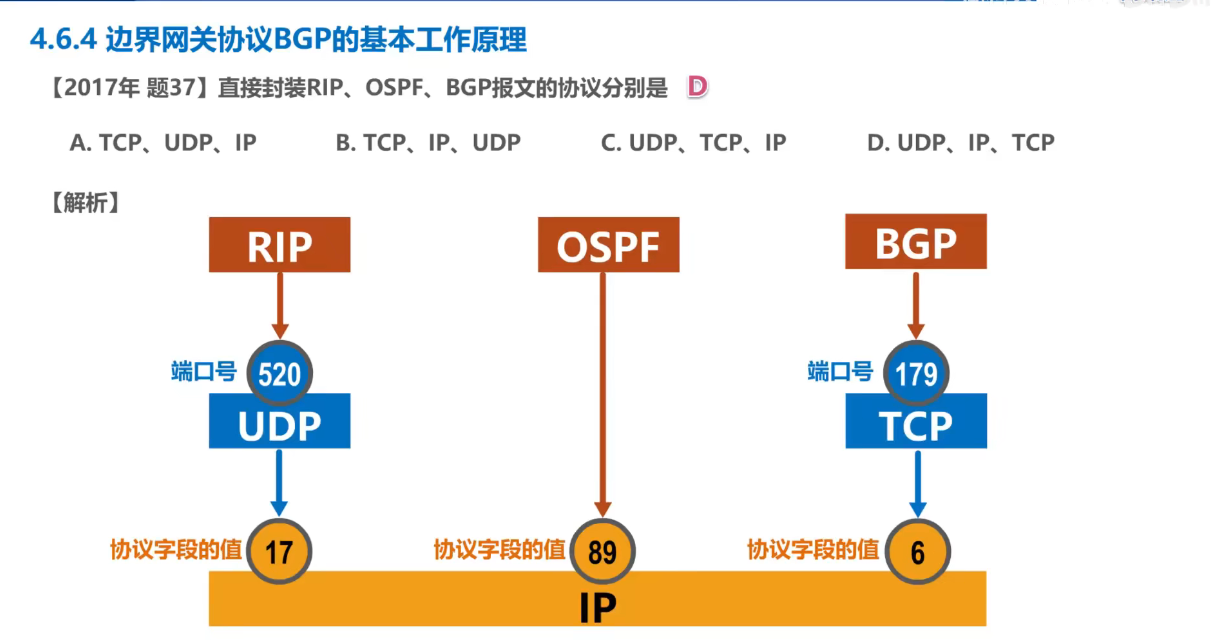 4.6.4 边界网关协议BGP的基本工作原理
【2017年 题37】直接封装RIP、OSPF、BGP报文的协议分别是 D
A. TCP、UDP、IP B. TCP、IP、UDP C. UDP、TCP、IP D. UDP、IP、TCP
【解析】
RIP OSPF BGP
端口号 520 端口号 179
UDP TCP
协议字段的值 17 协议字段的值 89 协议字段的值 6
IP